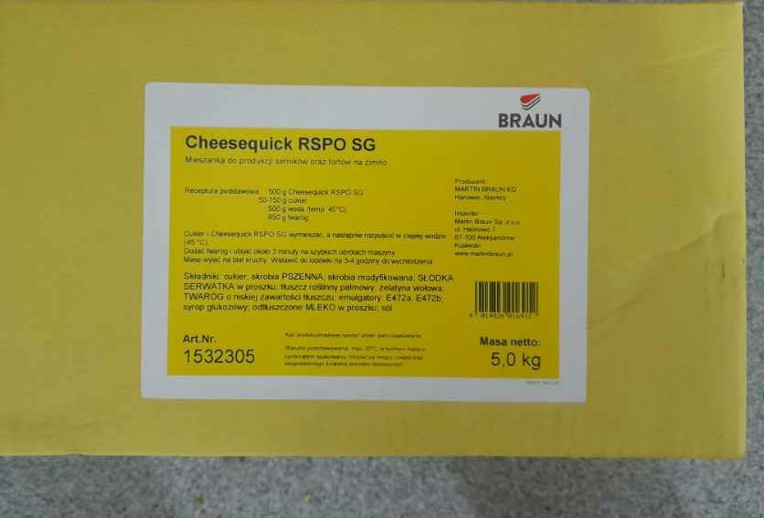 BRAUN
Cheesequick RSPO SG
Mieszanka do produkcji serników oraz tortów na zimno
Receptura podstawowa: 500 g Cheesequick RSPO SG
50-150 g cukier
500 g woda (temp. 45°C)
850 g twaróg
Cukier i Cheesequick RSPO SG wymieszać, a następnie rozpuścić w ciepłej wodzie
(45 °C)
Dodać twaróg i ubijać około 3 minuty na szybkich obrotach maszyny
Masę wylać na blat kruchy. Wstawić do lodówki na 3-4 godziny do wychłodzenia
Producent:
MARTIN BRAUN KG
Hanower, Niemcy
Importer
Martin Braun Sp. z o.o.
ul. Halinowo 7
87-700 Aleksandrów
Kujawski
www.martinbraun.pl
Składniki: cukier; skrobia PSZENNA; skrobia modyfikowana; SŁODKA
SERWATKA w proszku; tłuszcz roślinny palmowy; żelatyna wołowa;
TWARÓG o niskiej zawartości tłuszczu; emulgatory: E472a, E472b;
syrop glukozowy; odtłuszczone MLEKO w proszku; sól
Art.Nr.
1532305
Masa netto:
5,0 kg